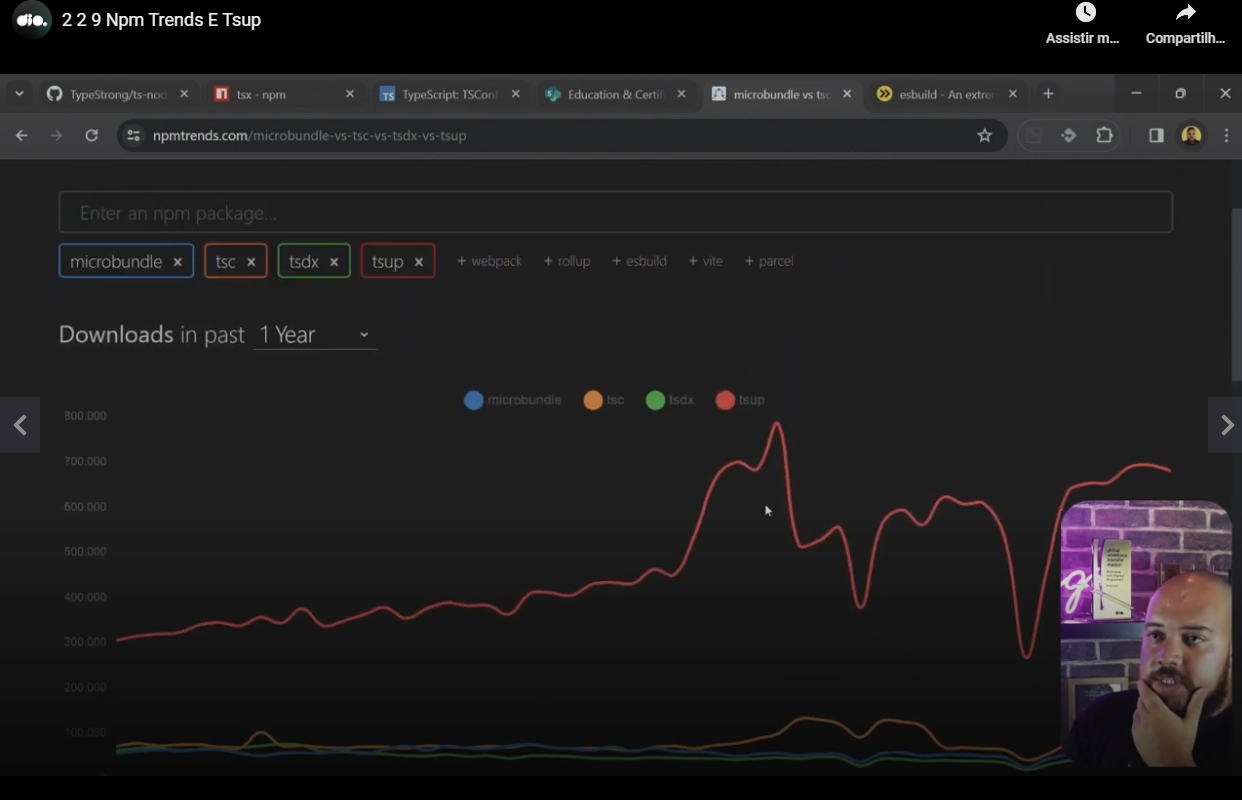 dio. 2 2 9 Npm Trends E Tsup
Assistir m... Compartilh...
TypeStrong/ts-nod tsx - npm TS TypeScript: TSConf Education & Certifi microbundle vs tsc esbuild - An extrem
npmtrends.com/microbundle-vs-tsc-vs-tsdx-vs-tsup
Enter an npm package...
microbundle × tsc × tsdx × tsup × + webpack + rollup + esbuild + vite + parcel
Downloads in past 1 Year
microbundle tsc tsdx tsup
800.000
700.000
600.000
500.000
400.000
300.000
200.000
100.000